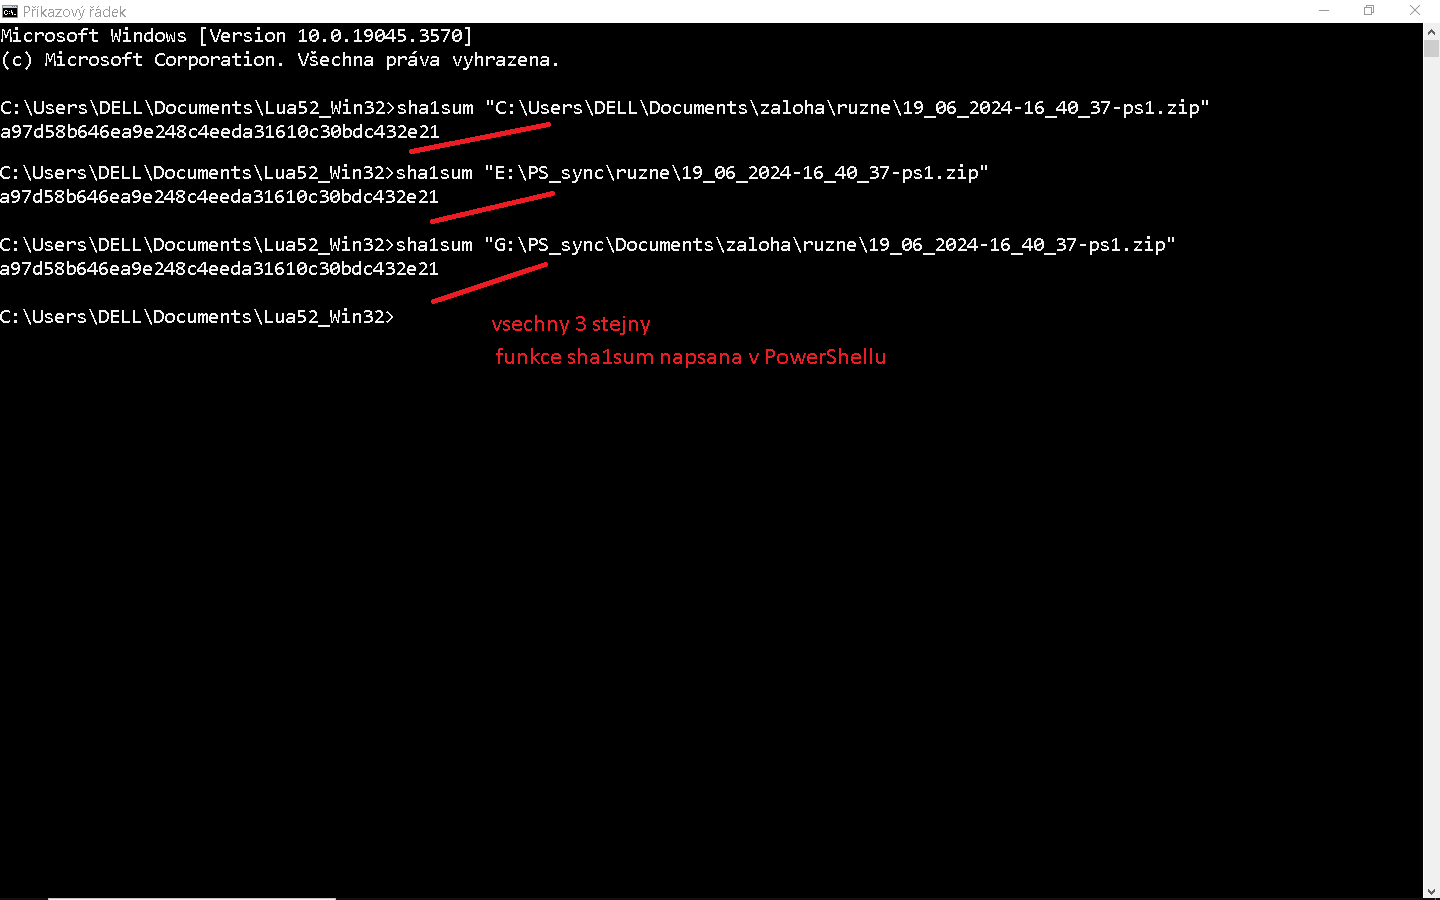 Příkazový řádek
Microsoft Windows [Version 10.0.19045.3570]
(c) Microsoft Corporation. Všechna práva vyhrazena.
C:\Users\DELL\Documents\Lua52_Win32>sha1sum "C:\Users\DELL\Documents\zaloha\ruzne\19_06_2024-16_40_37-ps1.zip"
a97d58b646ea9e248c4eeda31610c30bdc432e21
C:\Users\DELL\Documents\Lua52_Win32>sha1sum "E:\PS_sync\ruzne\19_06_2024-16_40_37-ps1.zip"
a97d58b646ea9e248c4eeda31610c30bdc432e21
C:\Users\DELL\Documents\Lua52_Win32>sha1sum "G:\PS_sync\Documents\zaloha\ruzne\19_06_2024-16_40_37-ps1.zip"
a97d58b646ea9e248c4eeda31610c30bdc432e21
C:\Users\DELL\Documents\Lua52_Win32>
vsechny 3 stejny
funkce sha1sum napsana v PowerShellu